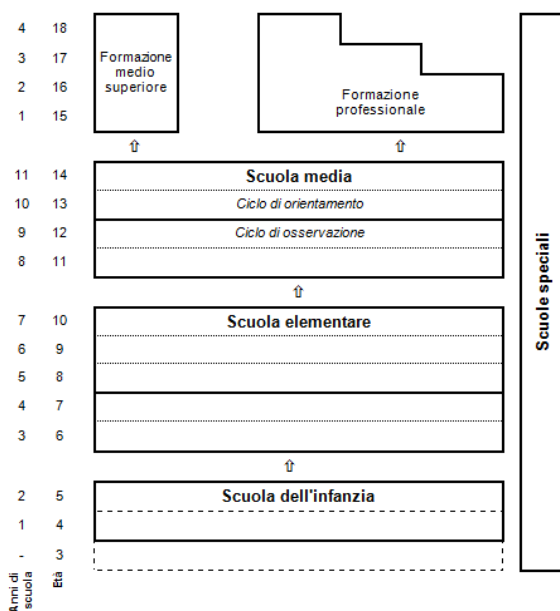 4 18
3 17
2 16
1 15
Formazione
medio
superiore
Formazione
professionale
⇧ ⇧
11 14 Scuola media
10 13 Ciclo di orientamento
9 12 Ciclo di osservazione
8 11
⇧
7 10 Scuola elementare
6 9
5 8
4 7
3 6
⇧
2 5 Scuola dell'infanzia
1 4
- 3
Anni di
scuola
Età
Scuole speciali